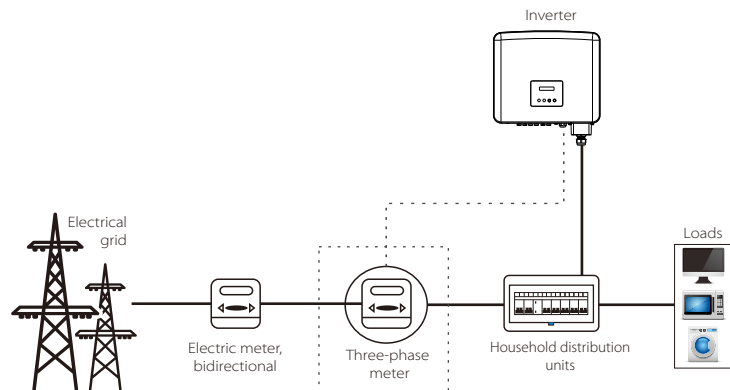 Inverter
Electrical
grid
Loads
Electric meter,
bidirectional
Three-phase
meter
Household distribution
units